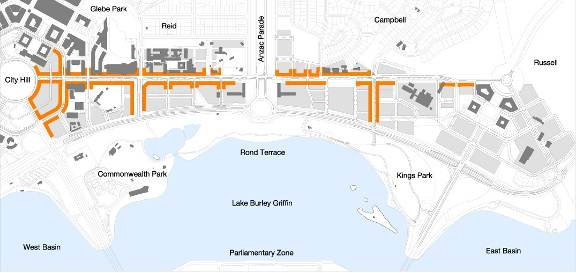 Glebe Park
Reid
Anzac Parade
Campbell
Russell
City Hill
Rond Terrace
Commonwealth Park
Kings Park
Lake Burley Griffin
West Basin
Parliamentary Zone
East Basin